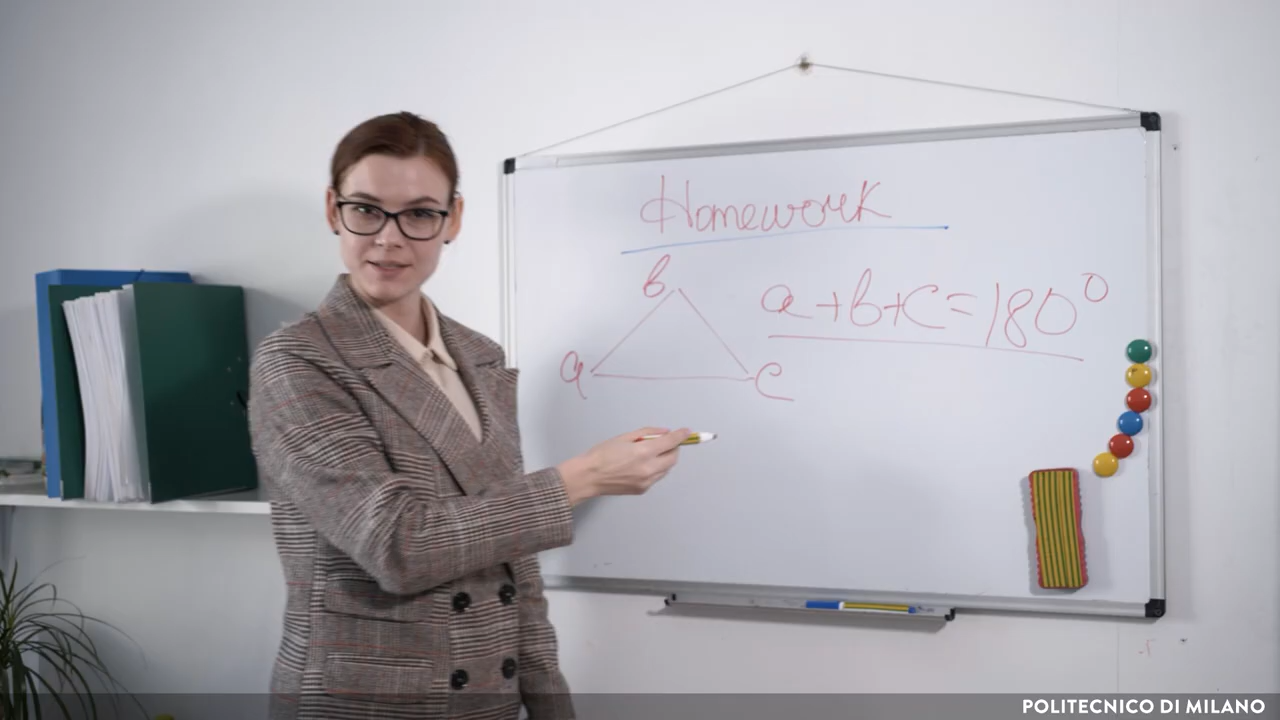 Homework
b
a + b + c = 180°
a
c
POLITECNICO DI MILANO